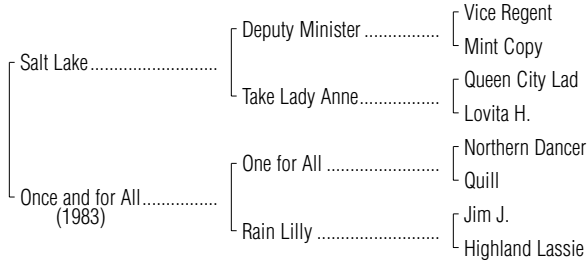 Vice Regent
Deputy Minister ..................
Mint Copy
Salt Lake..........................
Queen City Lad
Take Lady Anne...................
Lovita H.
Northern Dancer
One for All ..........................
Quill
Once and for All..................
(1983)
Jim J.
Rain Lilly ............................
Highland Lassie